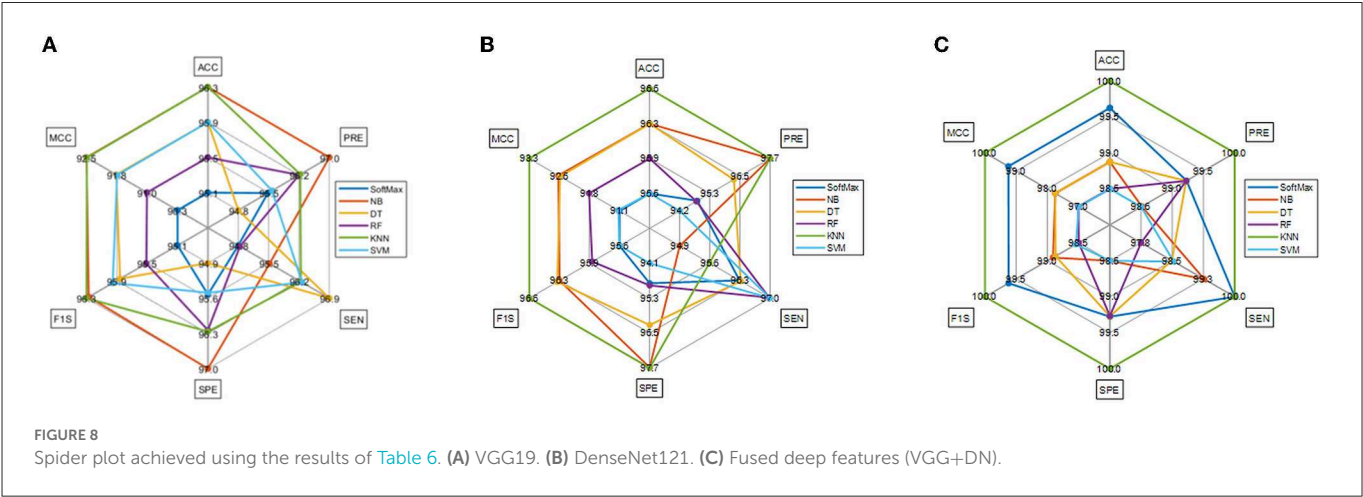 A
B
C
ACC
96.3
95.9
95.5
95.1
PRE
97.0
96.2
95.5
94.8
SEN
96.9
96.2
95.5
94.8
SPE
97.0
96.3
95.6
94.9
F1S
96.3
95.9
95.5
95.1
MCC
92.5
91.8
91.0
90.3
SoftMax
NB
DT
RF
KNN
SVM
ACC
96.6
96.3
95.9
95.6
PRE
97.7
96.5
95.3
94.2
SEN
97.0
96.3
95.6
94.9
SPE
97.7
96.5
95.3
94.1
F1S
96.6
96.3
95.9
95.6
MCC
93.3
92.5
91.8
91.1
SoftMax
NB
DT
RF
KNN
SVM
ACC
100.0
99.5
99.0
98.5
PRE
100.0
99.5
98.5
SEN
100.0
99.3
98.5
97.8
SPE
100.0
99.5
99.0
98.5
F1S
100.0
99.5
99.0
98.5
MCC
100.0
99.0
98.0
97.0
SoftMax
NB
DT
RF
KNN
SVM
FIGURE 8
Spider plot achieved using the results of Table 6. (A) VGG19. (B) DenseNet121. (C) Fused deep features (VGG+DN).